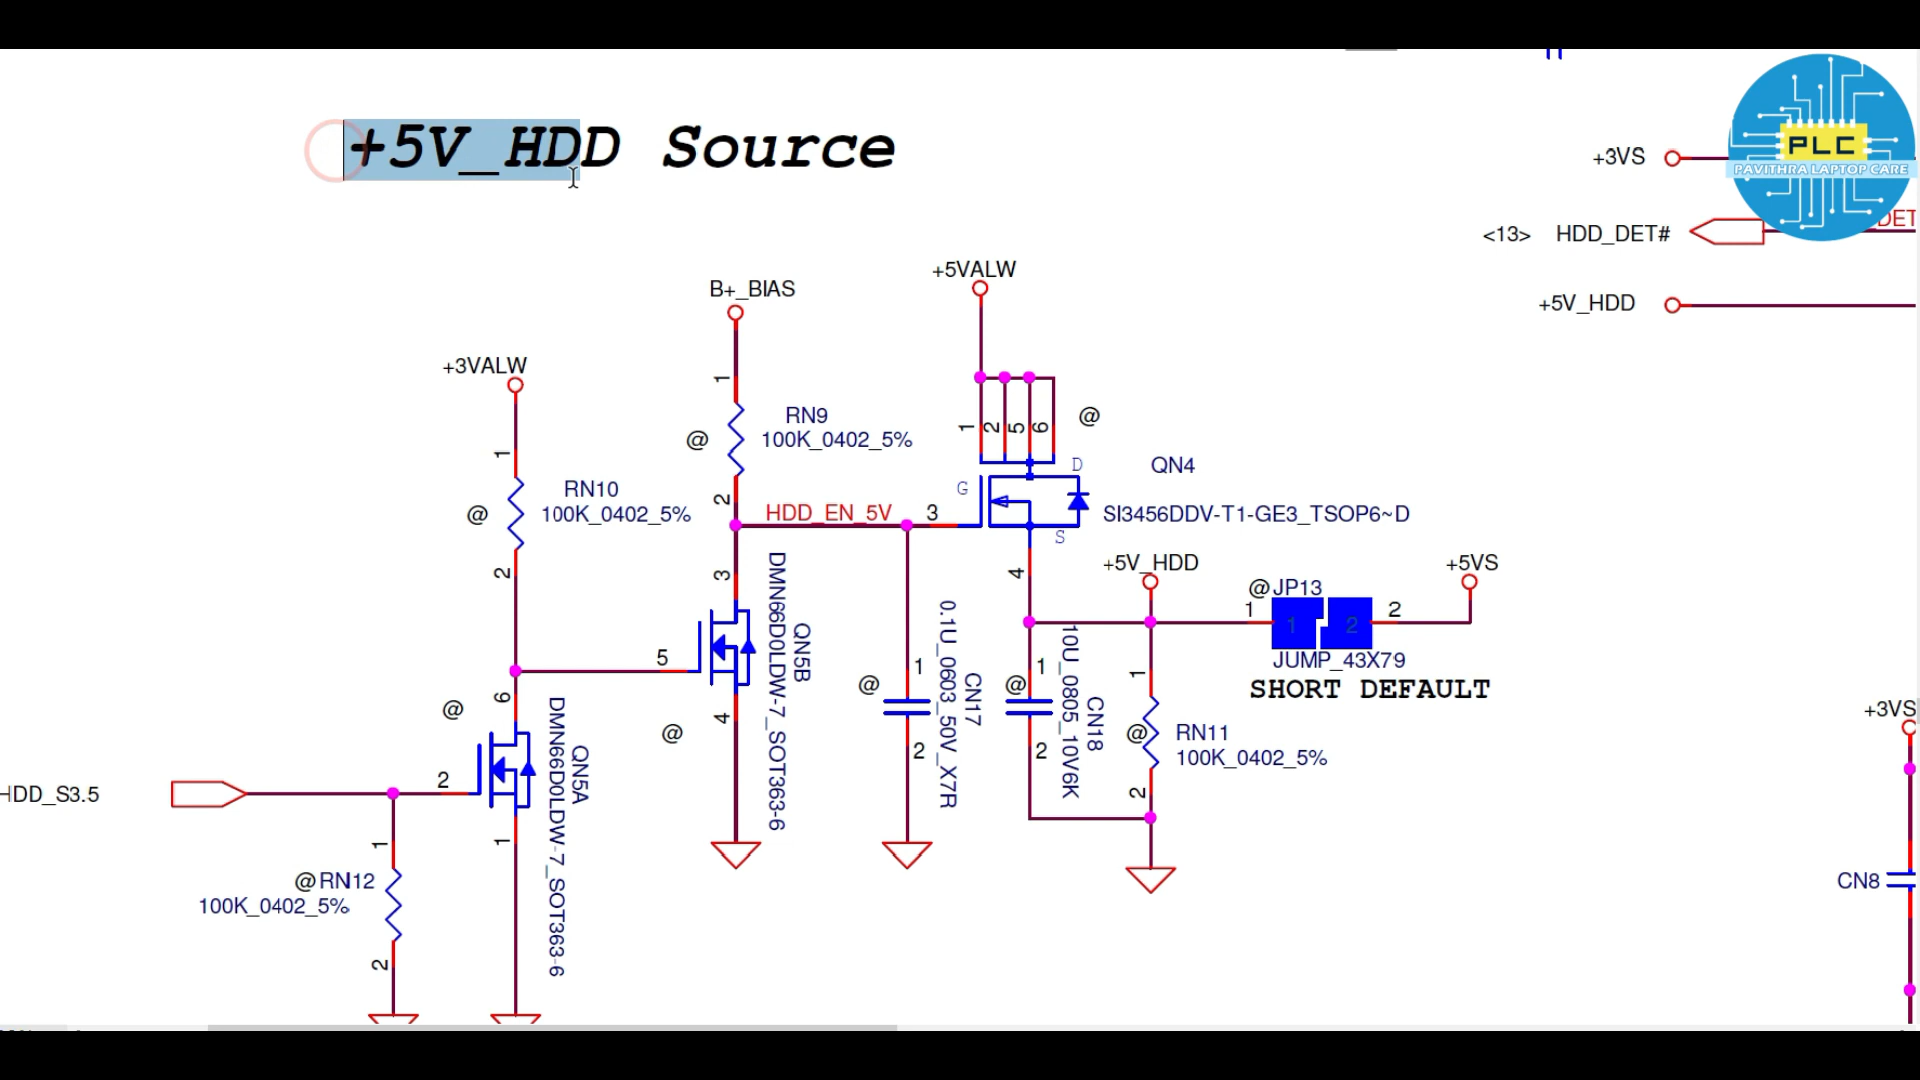 +5V_HDD Source
PLC
PAVITHRA LAPTOP CARE
+3VS
<13> HDD_DET#
DET
+5V_HDD
+5VALW
B+_BIAS
+3VALW
1
RN9
@
100K_0402_5%
2
1
RN10
@
100K_0402_5%
2
1 2 5 6
@
D
G
QN4
SI3456DDV-T1-GE3_TSOP6~D
S
HDD_EN_5V
3
4
+5V_HDD
@JP13
+5VS
1
1 2
2
JUMP_43X79
SHORT DEFAULT
3
5
QN5B
DMN66D0LDW-7_SOT363-6
4
@
6
@
QN5A
DMN66D0LDW-7_SOT363-6
2
1
1
@
CN17
0.1U_0603_50V_X7R
2
1
@
CN18
10U_0805_10V6K
2
1
@
RN11
100K_0402_5%
2
HDD_S3.5
1
@RN12
100K_0402_5%
2
+3VS
CN8